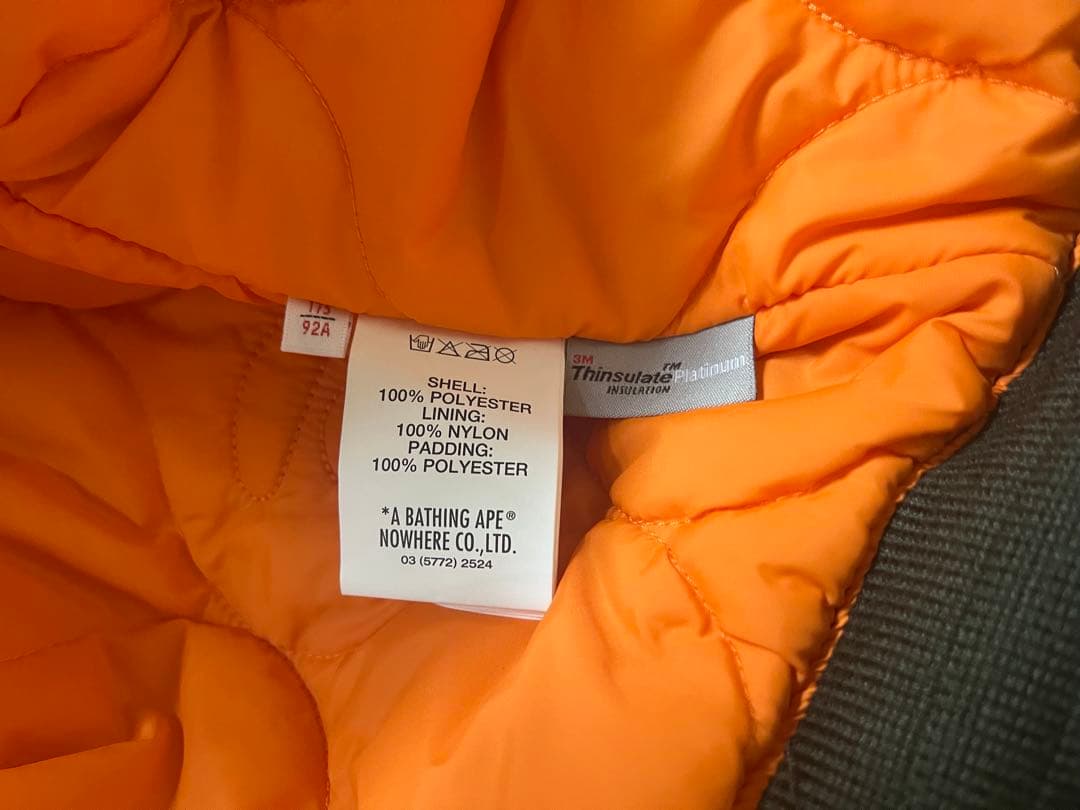 92A
SHELL:
100% POLYESTER
LINING:
100% NYLON
PADDING:
100% POLYESTER
*A BATHING APE®
NOWHERE CO.,LTD.
03 (5772) 2524
3M
Thinsulate™ Platinum
INSULATION